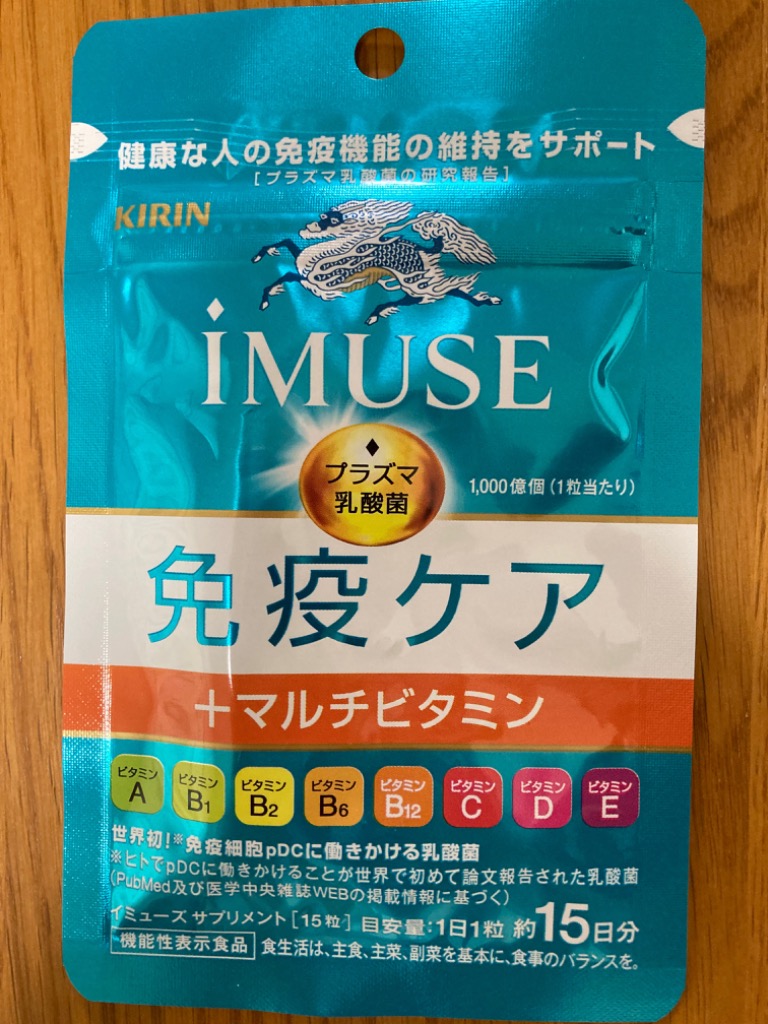 健康な人の免疫機能の維持をサポート
[プラズマ乳酸菌の研究報告]
KIRIN
iMUSE
プラズマ
乳酸菌
1,000億個(1粒当たり)
免疫ケア
+マルチビタミン
ビタミン A ビタミン B1 ビタミン B2 ビタミン B6 ビタミン B12 ビタミン C ビタミン D ビタミン E
世界初!※免疫細胞pDCに働きかける乳酸菌
※ヒトでpDCに働きかけることが世界で初めて論文報告された乳酸菌
(PubMed及び医学中央雑誌WEBの掲載情報に基づく)
イミューズ サプリメント[15粒] 目安量:1日1粒 約15日分
機能性表示食品 食生活は、主食、主菜、副菜を基本に、食事のバランスを。